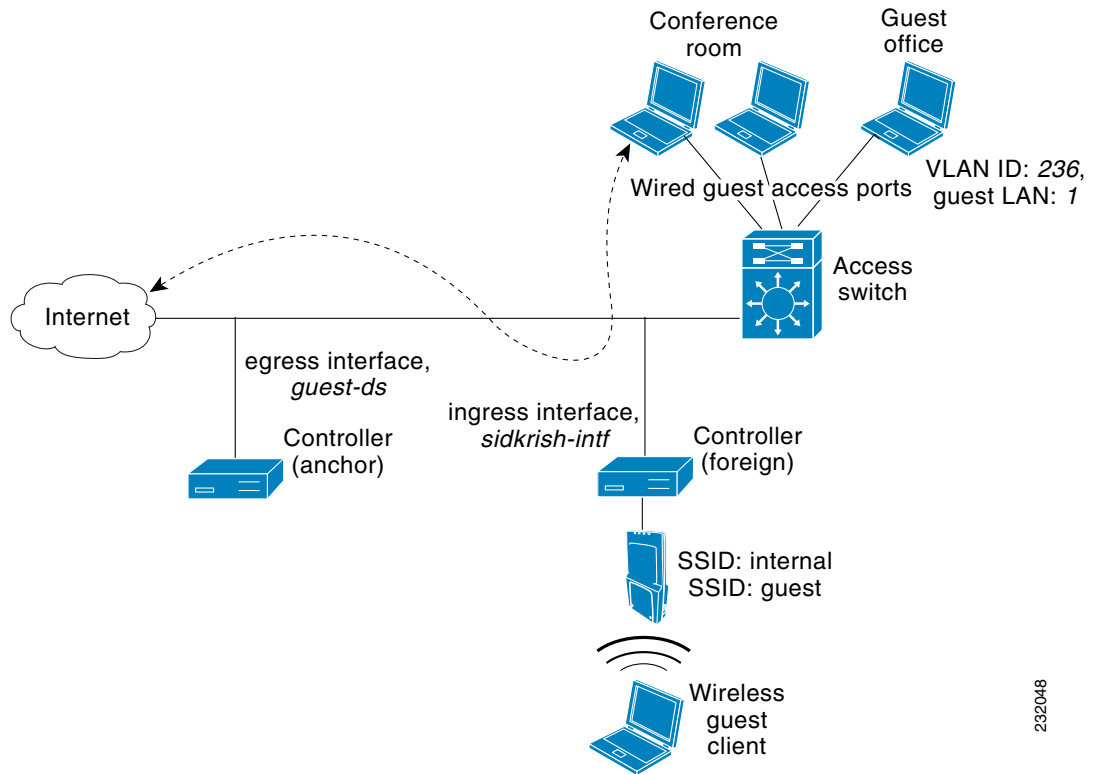 Conference
room
Guest
office
VLAN ID: 236,
guest LAN: 1
Wired guest access ports
Access
switch
Internet
egress interface,
guest-ds
ingress interface,
sidkrish-intf
Controller
(anchor)
Controller
(foreign)
SSID: internal
SSID: guest
Wireless
guest
client
232048